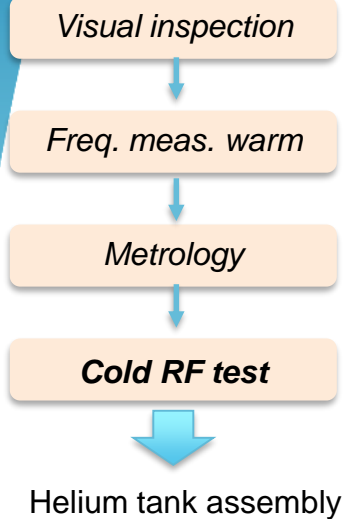 Visual inspection
Freq. meas. warm
Metrology
Cold RF test
Helium tank assembly